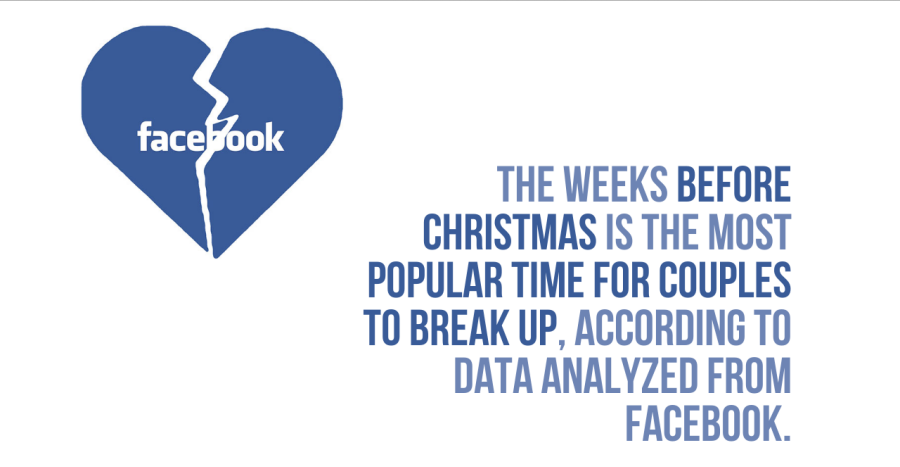 facebook
THE WEEKS BEFORE
CHRISTMAS IS THE MOST
POPULAR TIME FOR COUPLES
TO BREAK UP, ACCORDING TO
DATA ANALYZED FROM
FACEBOOK.